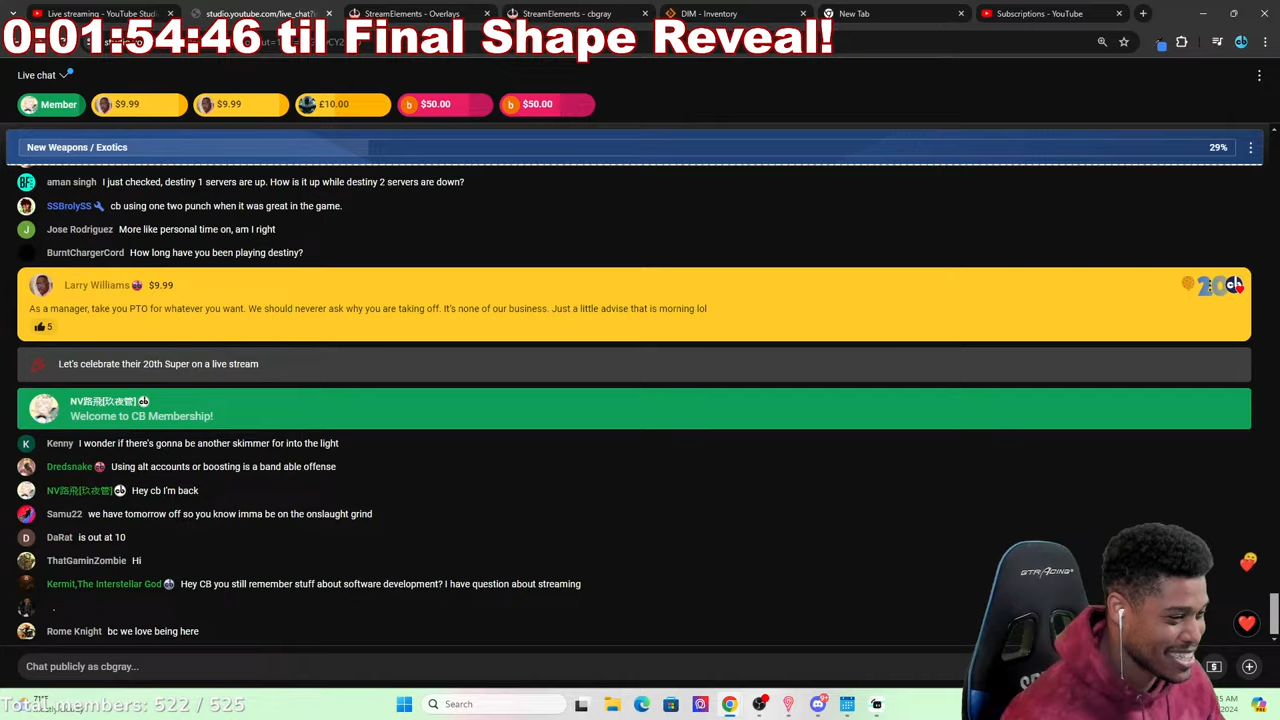 Live streaming - YouTube Studi
studio.youtube.com/live_chat?i
StreamElements - Overlays
StreamElements - cbgray
DIM - Inventory
New Tab
Subscriptions - YouTube
0:01:54:46 til Final Shape Reveal!
Live chat
Member
$9.99
$9.99
£10.00
b $50.00
b $50.00
New Weapons / Exotics
29%
aman singh I just checked, destiny 1 servers are up. How is it up while destiny 2 servers are down?
SSBrolySS cb using one two punch when it was great in the game.
J Jose Rodriguez More like personal time on, am I right
BurntChargerCord How long have you been playing destiny?
Larry Williams $9.99
20
As a manager, take you PTO for whatever you want. We should neverer ask why you are taking off. It's none of our business. Just a little advise that is morning lol
5
Let's celebrate their 20th Super on a live stream
NV路飛[玖夜管]
Welcome to CB Membership!
K Kenny I wonder if there's gonna be another skimmer for into the light
Dredsnake Using alt accounts or boosting is a band able offense
NV路飛[玖夜管] Hey cb I'm back
Samu22 we have tomorrow off so you know imma be on the onslaught grind
D DaRat is out at 10
ThatGaminZombie Hi
Kermit,The Interstellar God Hey CB you still remember stuff about software development? I have question about streaming
.
Rome Knight bc we love being here
GTRACING
Chat publicly as cbgray...
Total members: 522 / 525
Search